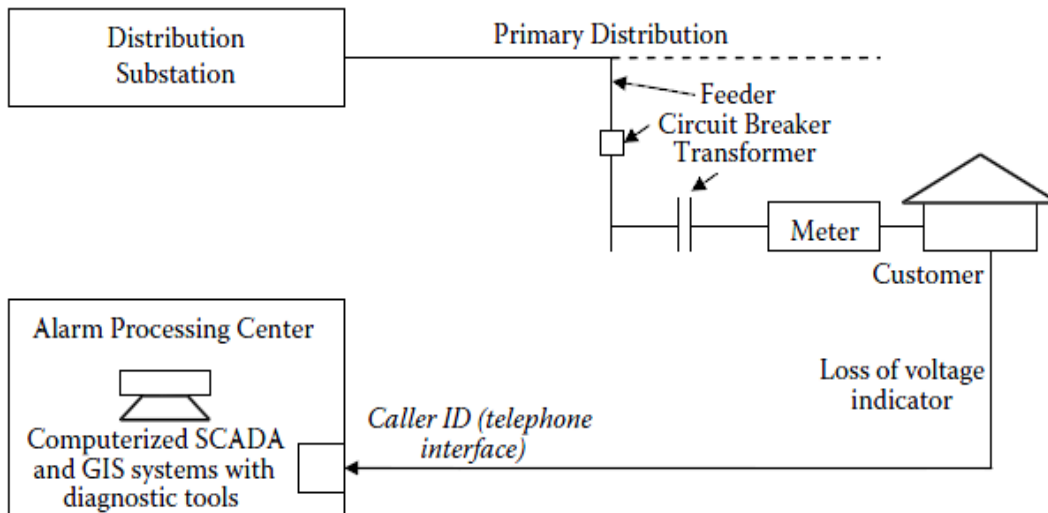 Distribution
Substation
Primary Distribution
Feeder
Circuit Breaker
Transformer
Meter
Customer
Alarm Processing Center
Computerized SCADA
and GIS systems with
diagnostic tools
Caller ID (telephone
interface)
Loss of voltage
indicator